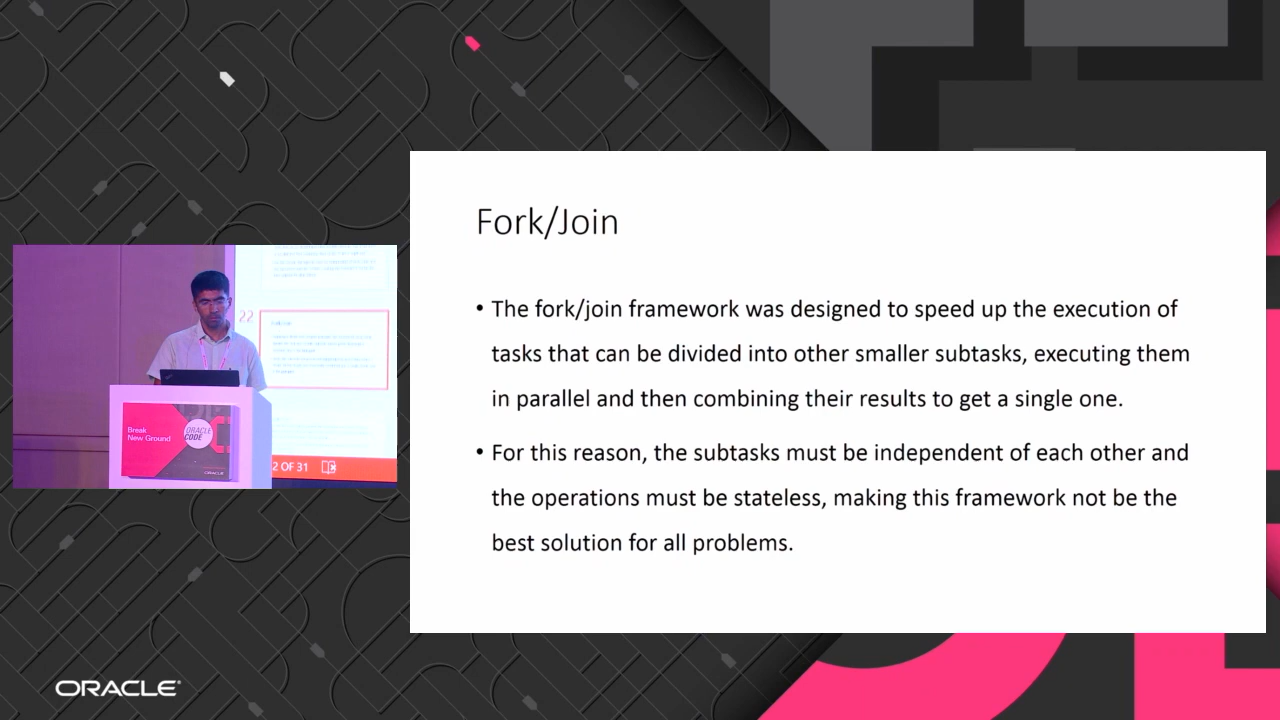 Fork/Join
• The fork/join framework was designed to speed up the execution of
tasks that can be divided into other smaller subtasks, executing them
in parallel and then combining their results to get a single one.
• For this reason, the subtasks must be independent of each other and
the operations must be stateless, making this framework not be the
best solution for all problems.
22
2 OF 31
Break
New Ground
ORACLE
CODE
ORACLE
ORACLE